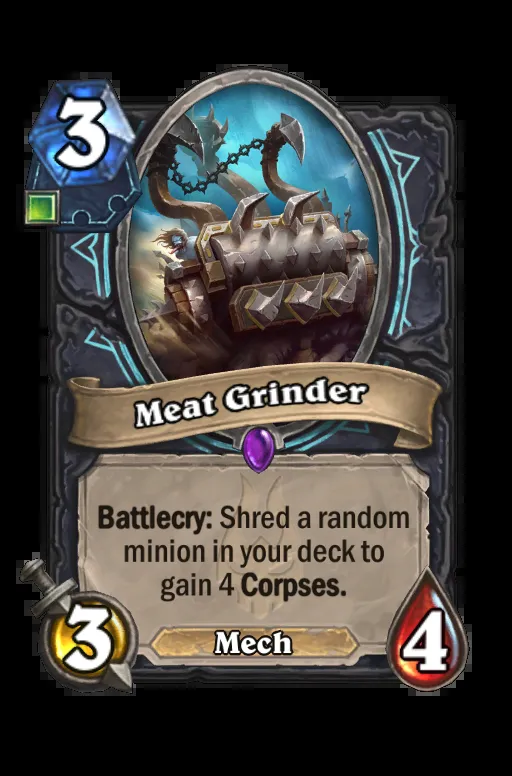 3
Meat Grinder
Battlecry: Shred a random
minion in your deck to
gain 4 Corpses.
3
Mech
4